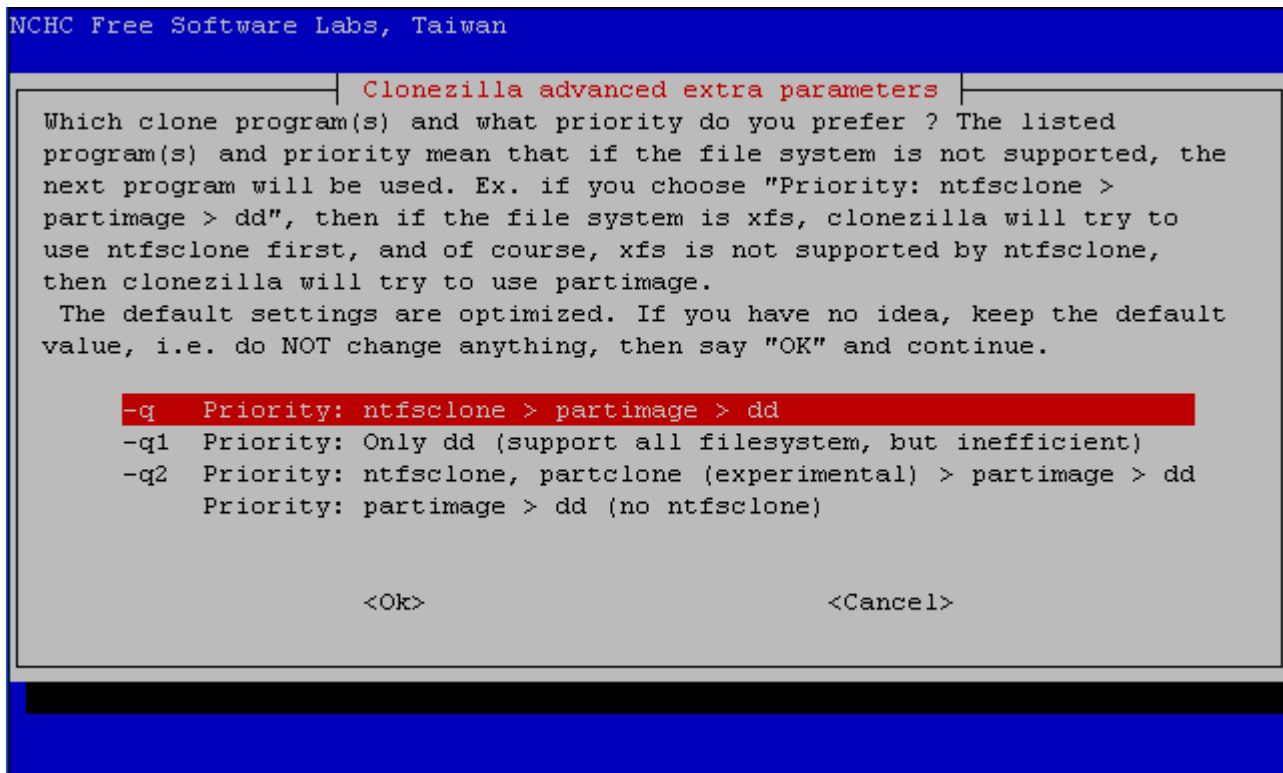 NCHC Free Software Labs, Taiwan
Clonezilla advanced extra parameters
Which clone program(s) and what priority do you prefer ? The listed
program(s) and priority mean that if the file system is not supported, the
next program will be used. Ex. if you choose "Priority: ntfsclone >
partimage > dd", then if the file system is xfs, clonezilla will try to
use ntfsclone first, and of course, xfs is not supported by ntfsclone,
then clonezilla will try to use partimage.
The default settings are optimized. If you have no idea, keep the default
value, i.e. do NOT change anything, then say "OK" and continue.
-q Priority: ntfsclone > partimage > dd
-q1 Priority: Only dd (support all filesystem, but inefficient)
-q2 Priority: ntfsclone, partclone (experimental) > partimage > dd
Priority: partimage > dd (no ntfsclone)
<Ok> <Cancel>